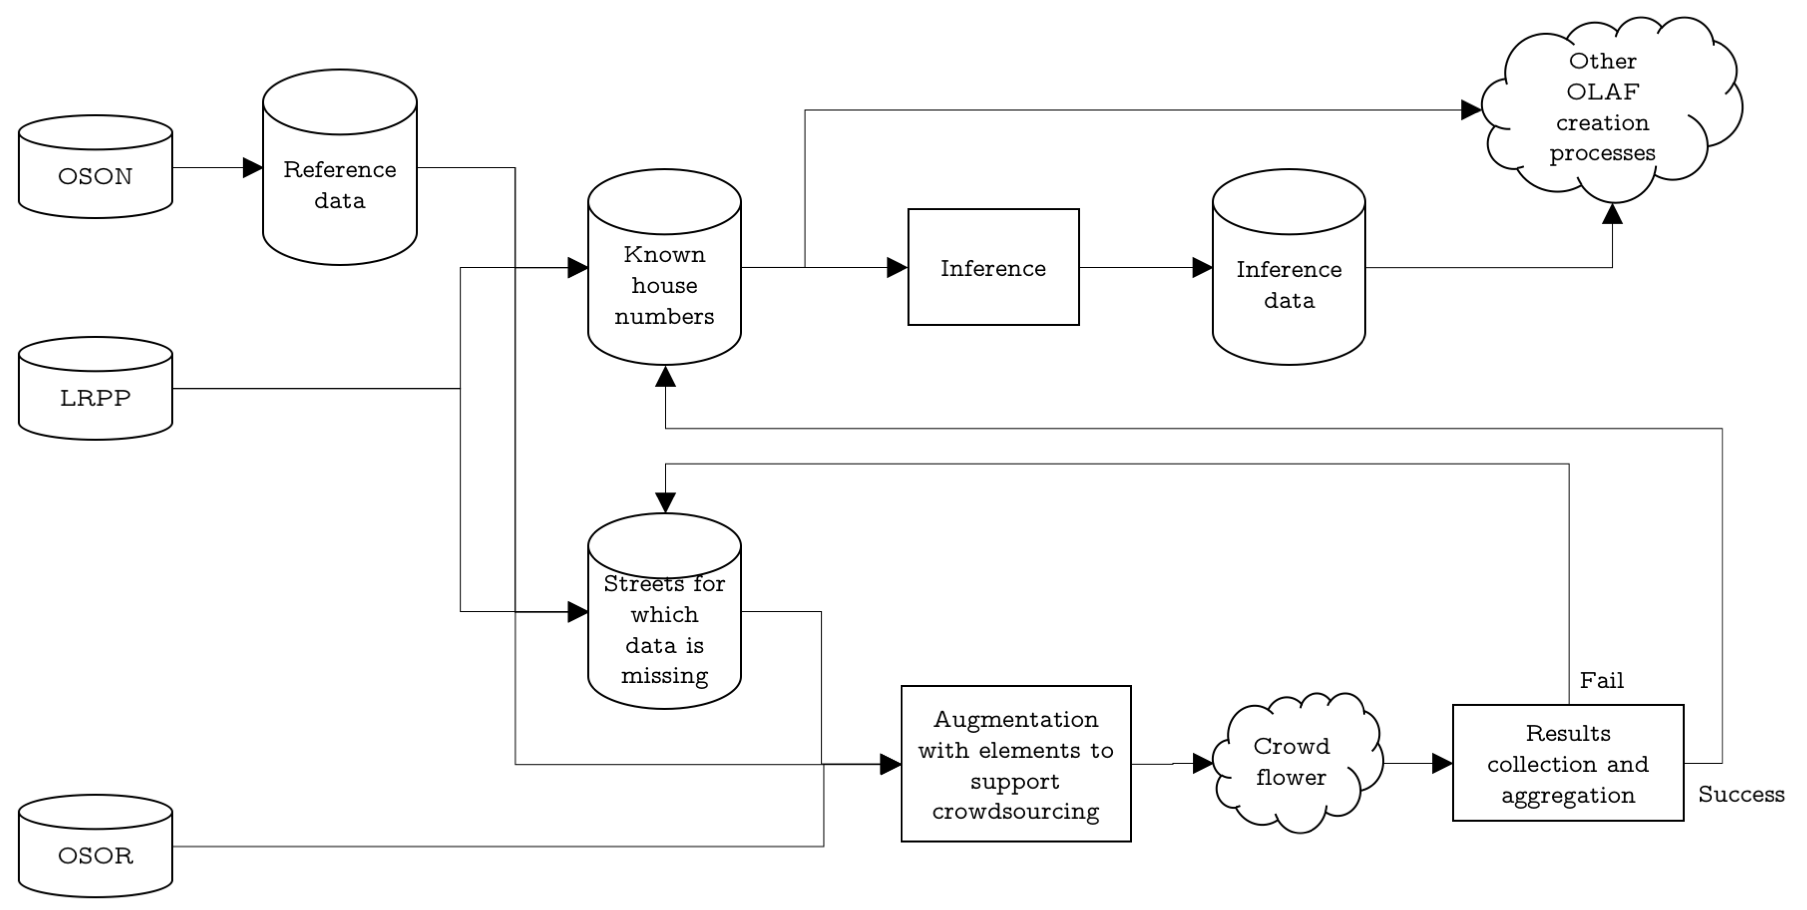 Other
OLAF
creation
processes
OSON
Reference
data
Known
house
numbers
Inference
Inference
data
LRPP
Streets for
which
data is
missing
Fail
Augmentation
with elements to
support
crowdsourcing
Crowd
flower
Results
collection and
aggregation
Success
OSOR